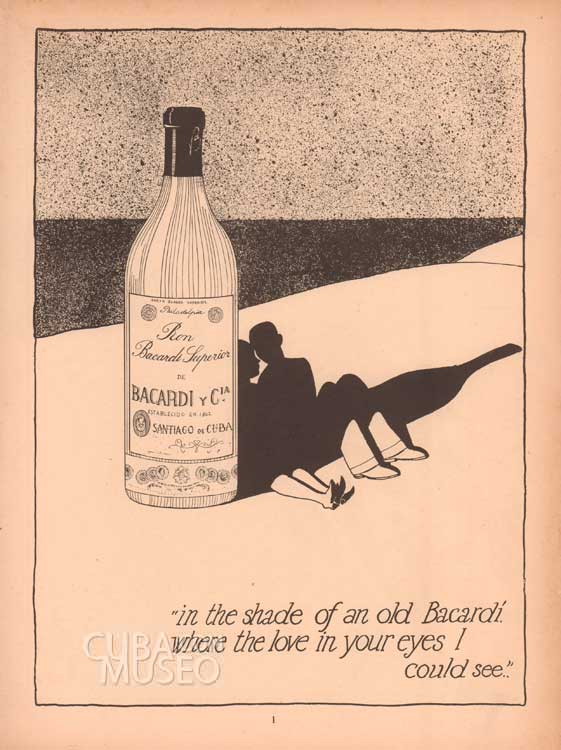 Philadelphia
Ron
Bacardi Superior
DE
BACARDI Y CIA.
ESTABLECIDO EN 1862
SANTIAGO DE CUBA
"in the shade of an old Bacardí.
where the love in your eyes I
could see.."
CUBA
MUSEO
1